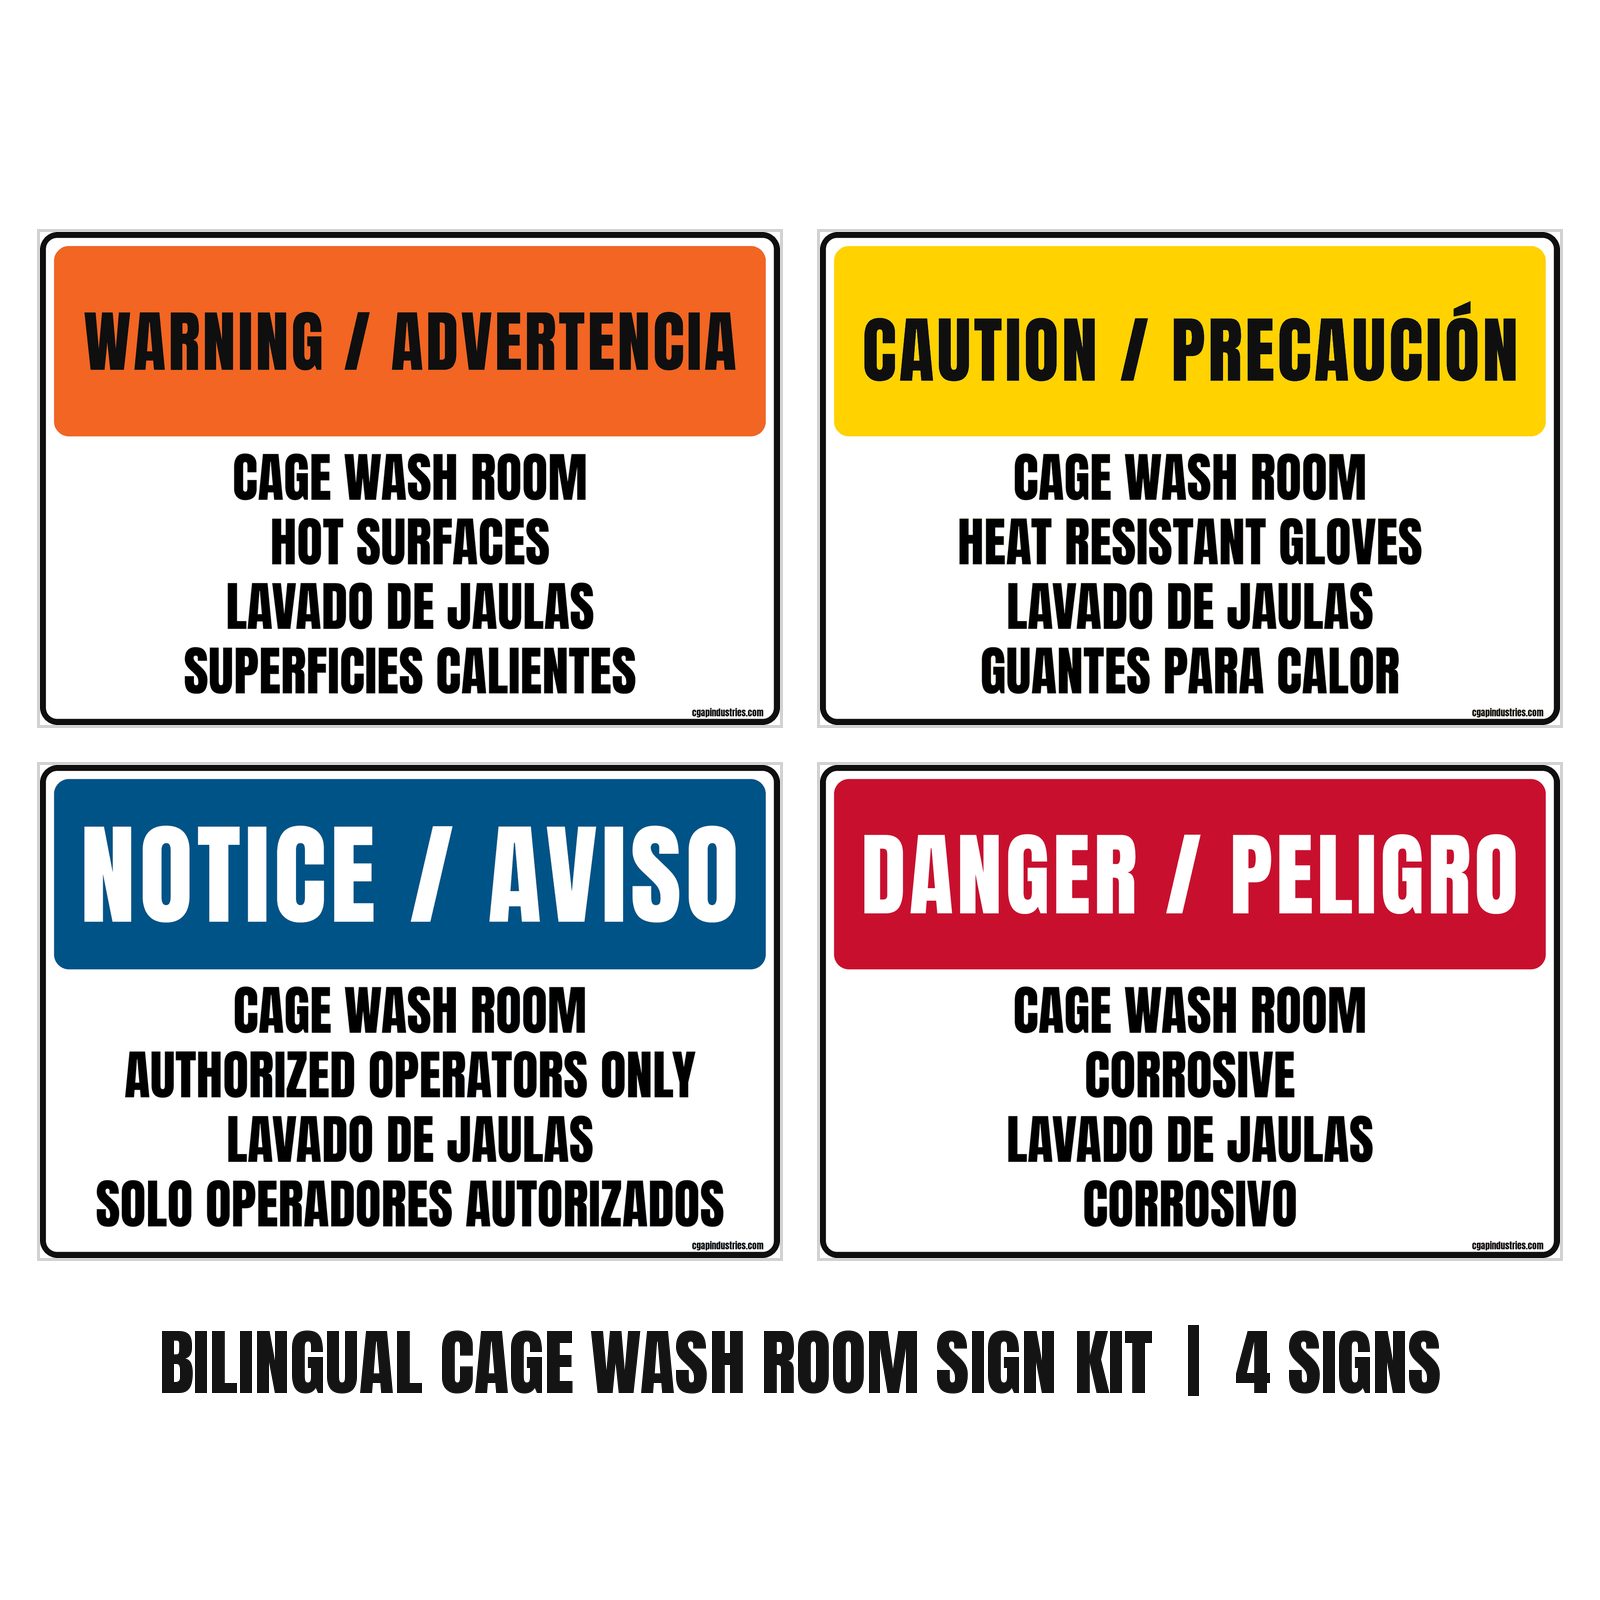 WARNING / ADVERTENCIA
CAGE WASH ROOM
HOT SURFACES
LAVADO DE JAULAS
SUPERFICIES CALIENTES
cgapindustries.com
CAUTION / PRECAUCIÓN
CAGE WASH ROOM
HEAT RESISTANT GLOVES
LAVADO DE JAULAS
GUANTES PARA CALOR
cgapindustries.com
NOTICE / AVISO
CAGE WASH ROOM
AUTHORIZED OPERATORS ONLY
LAVADO DE JAULAS
SOLO OPERADORES AUTORIZADOS
cgapindustries.com
DANGER / PELIGRO
CAGE WASH ROOM
CORROSIVE
LAVADO DE JAULAS
CORROSIVO
cgapindustries.com
BILINGUAL CAGE WASH ROOM SIGN KIT | 4 SIGNS